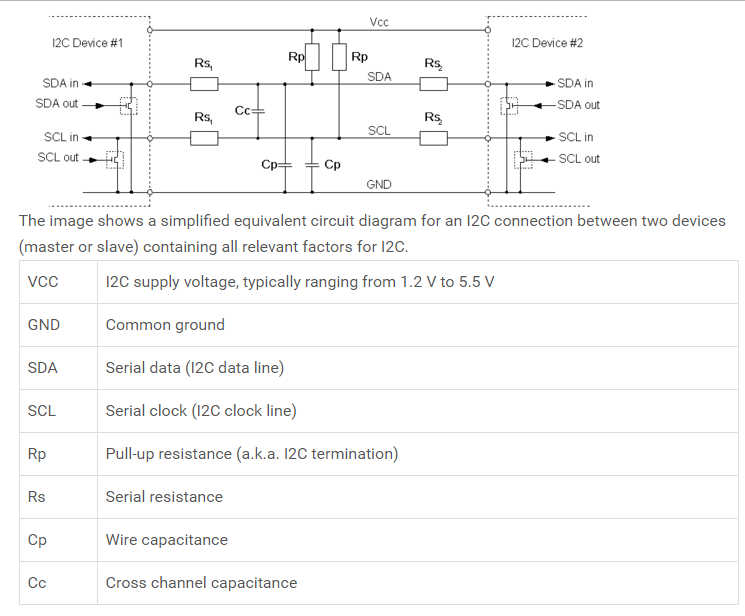 Vcc
I2C Device #1
I2C Device #2
Rs1
Rp
Rp
Rs2
SDA
SDA in
SDA in
SDA out
SDA out
Cc
Rs1
Rs2
SCL
SCL in
SCL in
SCL out
SCL out
Cp
Cp
GND
The image shows a simplified equivalent circuit diagram for an I2C connection between two devices
(master or slave) containing all relevant factors for I2C.
VCC I2C supply voltage, typically ranging from 1.2 V to 5.5 V
GND Common ground
SDA Serial data (I2C data line)
SCL Serial clock (I2C clock line)
Rp Pull-up resistance (a.k.a. I2C termination)
Rs Serial resistance
Cp Wire capacitance
Cc Cross channel capacitance